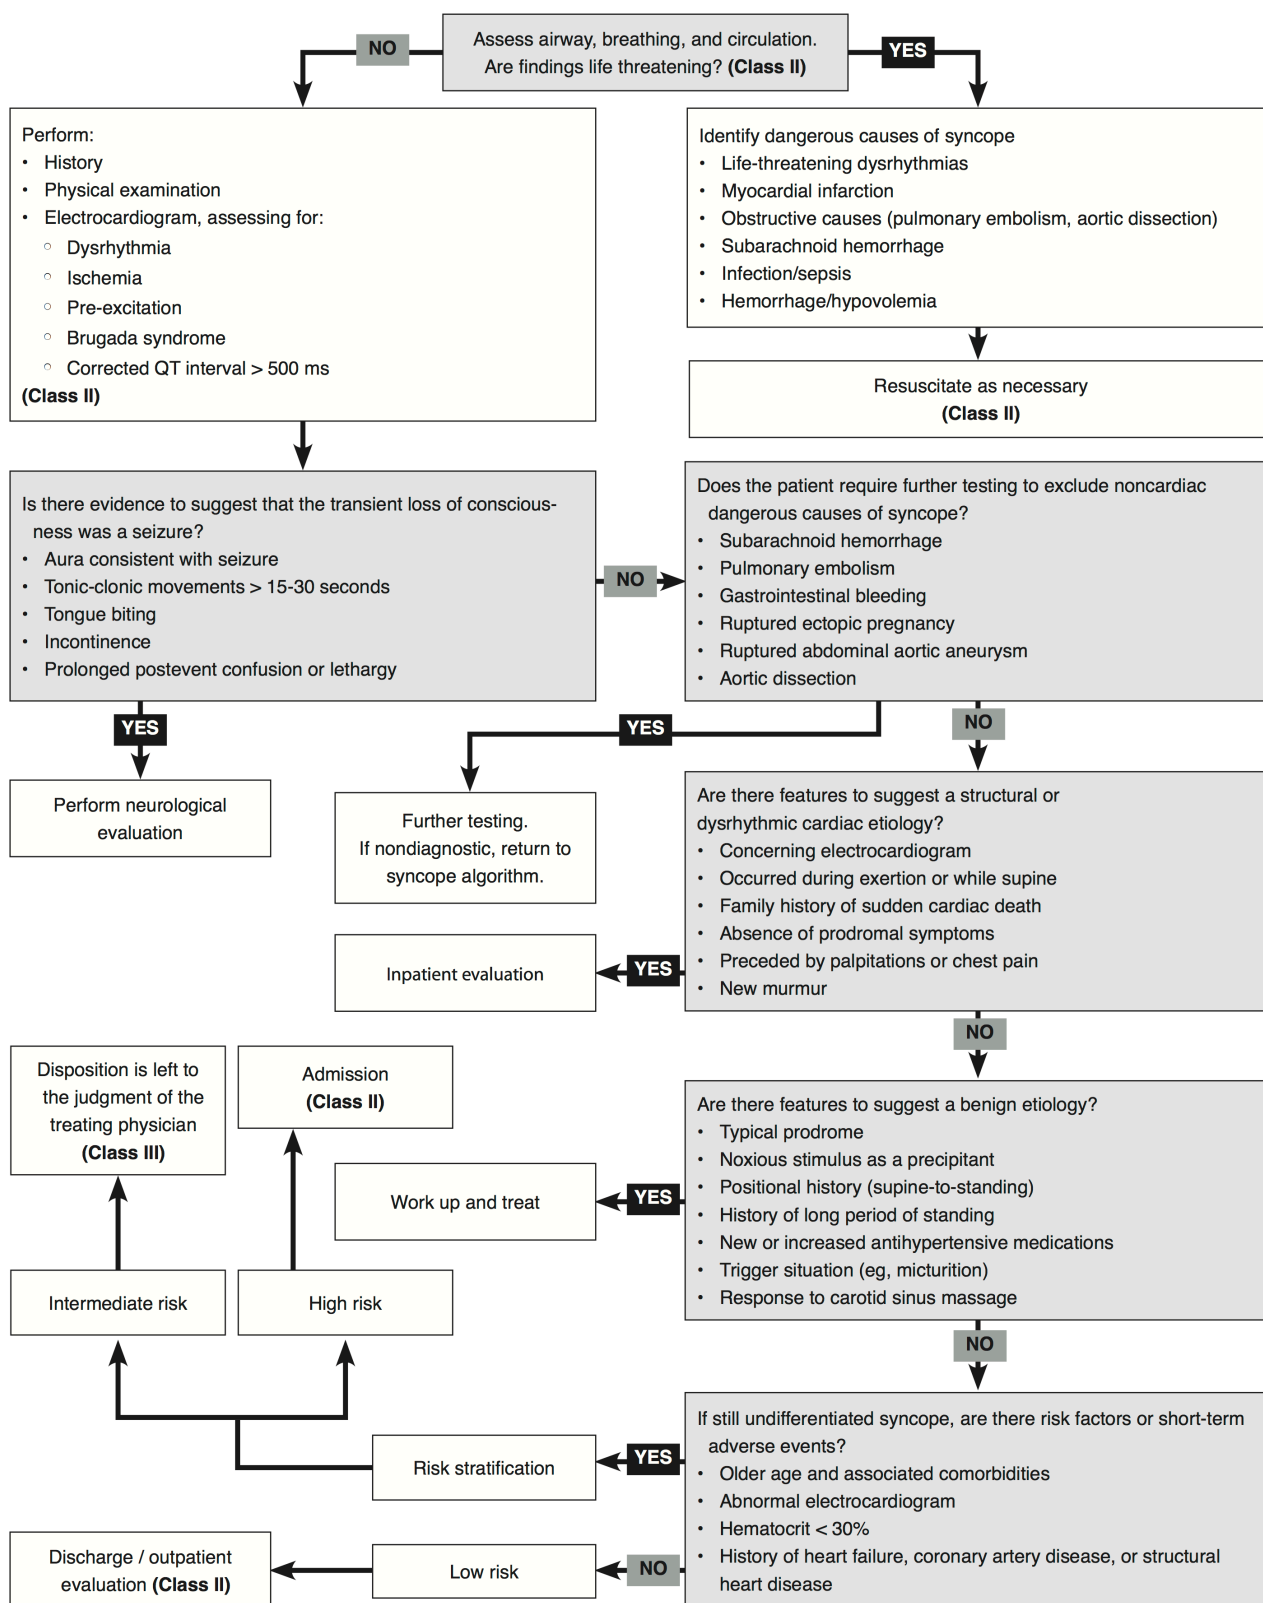 Assess airway, breathing, and circulation.
Are findings life threatening? (Class II)
NO
YES
Perform:
• History
• Physical examination
• Electrocardiogram, assessing for:
○ Dysrhythmia
○ Ischemia
○ Pre-excitation
○ Brugada syndrome
○ Corrected QT interval > 500 ms
(Class II)
Identify dangerous causes of syncope
• Life-threatening dysrhythmias
• Myocardial infarction
• Obstructive causes (pulmonary embolism, aortic dissection)
• Subarachnoid hemorrhage
• Infection/sepsis
• Hemorrhage/hypovolemia
Resuscitate as necessary
(Class II)
Is there evidence to suggest that the transient loss of conscious-
ness was a seizure?
• Aura consistent with seizure
• Tonic-clonic movements > 15-30 seconds
• Tongue biting
• Incontinence
• Prolonged postevent confusion or lethargy
NO
Does the patient require further testing to exclude noncardiac
dangerous causes of syncope?
• Subarachnoid hemorrhage
• Pulmonary embolism
• Gastrointestinal bleeding
• Ruptured ectopic pregnancy
• Ruptured abdominal aortic aneurysm
• Aortic dissection
YES
YES
NO
Perform neurological
evaluation
Further testing.
If nondiagnostic, return to
syncope algorithm.
Are there features to suggest a structural or
dysrhythmic cardiac etiology?
• Concerning electrocardiogram
• Occurred during exertion or while supine
• Family history of sudden cardiac death
• Absence of prodromal symptoms
• Preceded by palpitations or chest pain
• New murmur
YES
Inpatient evaluation
NO
Disposition is left to
the judgment of the
treating physician
(Class III)
Admission
(Class II)
Are there features to suggest a benign etiology?
• Typical prodrome
• Noxious stimulus as a precipitant
• Positional history (supine-to-standing)
• History of long period of standing
• New or increased antihypertensive medications
• Trigger situation (eg, micturition)
• Response to carotid sinus massage
YES
Work up and treat
Intermediate risk
High risk
NO
If still undifferentiated syncope, are there risk factors or short-term
adverse events?
• Older age and associated comorbidities
• Abnormal electrocardiogram
• Hematocrit < 30%
• History of heart failure, coronary artery disease, or structural
heart disease
YES
Risk stratification
NO
Low risk
Discharge / outpatient
evaluation (Class II)